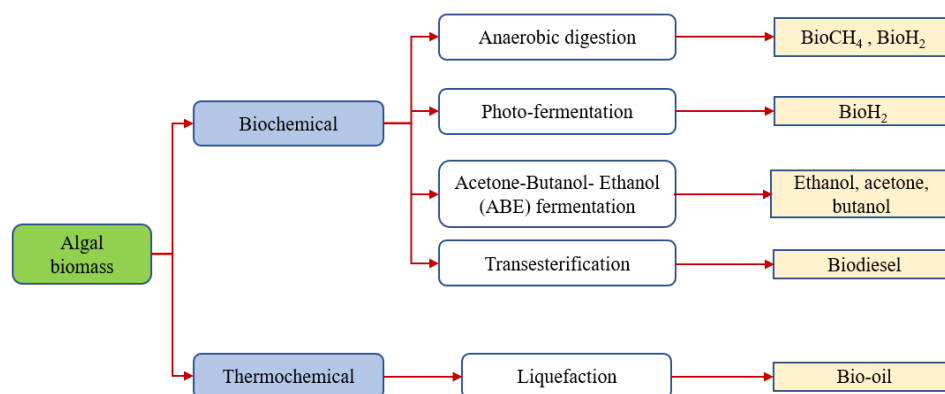 Anaerobic digestion
BioCH₄ , BioH₂
Photo-fermentation
BioH₂
Biochemical
Acetone-Butanol- Ethanol
(ABE) fermentation
Ethanol, acetone,
butanol
Algal
biomass
Transesterification
Biodiesel
Thermochemical
Liquefaction
Bio-oil